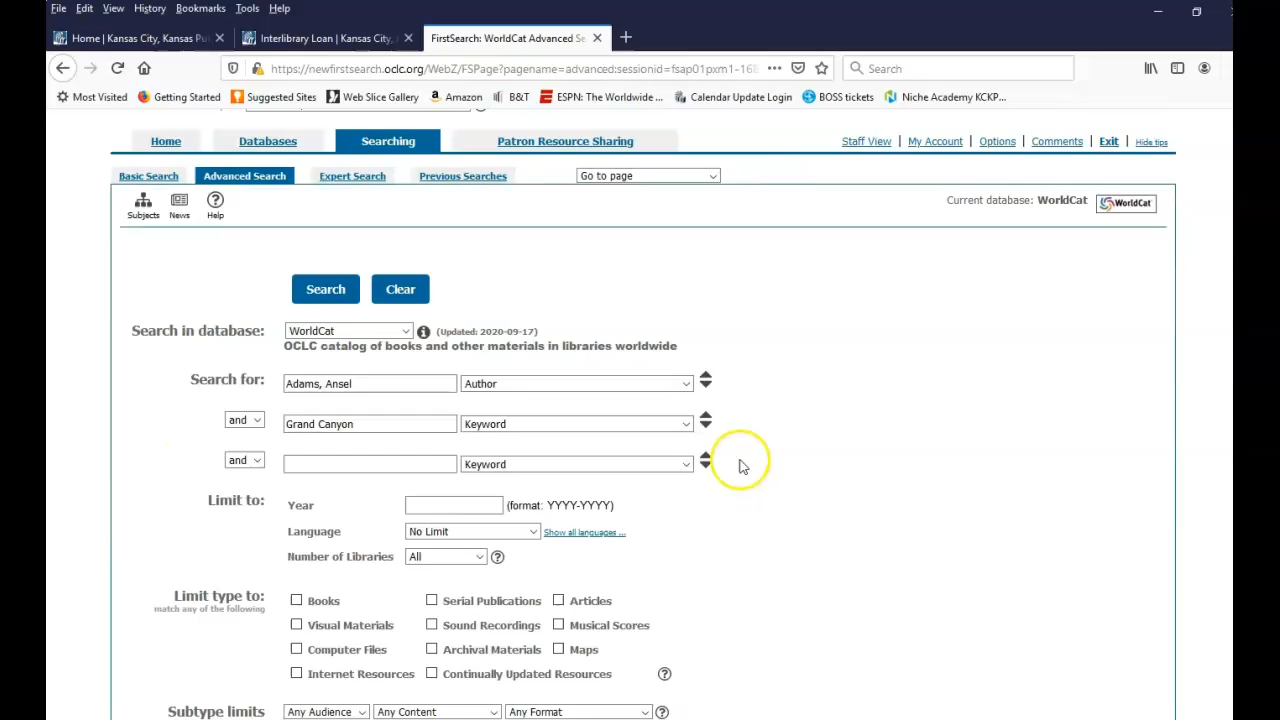 File Edit View History Bookmarks Tools Help
Home | Kansas City, Kansas Pu Interlibrary Loan | Kansas City, FirstSearch: WorldCat Advanced Se
https://newfirstsearch.oclc.org/WebZ/FSPage?pagename=advanced:sessionid=fsap01pxm1-168 Search
Most Visited Getting Started Suggested Sites Web Slice Gallery Amazon B&T ESPN: The Worldwide ... Calendar Update Login BOSS tickets Niche Academy KCKP...
Home Databases Searching Patron Resource Sharing Staff View | My Account | Options | Comments | Exit | Hide tips
Basic Search Advanced Search Expert Search Previous Searches Go to page
Subjects News Help Current database: WorldCat WorldCat
Search Clear
Search in database: WorldCat (Updated: 2020-09-17)
OCLC catalog of books and other materials in libraries worldwide
Search for: Adams, Ansel Author
and Grand Canyon Keyword
and Keyword
Limit to: Year (format: YYYY-YYYY)
Language No Limit Show all languages ...
Number of Libraries All
Limit type to: Books Serial Publications Articles
match any of the following
Visual Materials Sound Recordings Musical Scores
Computer Files Archival Materials Maps
Internet Resources Continually Updated Resources
Subtype limits Any Audience Any Content Any Format